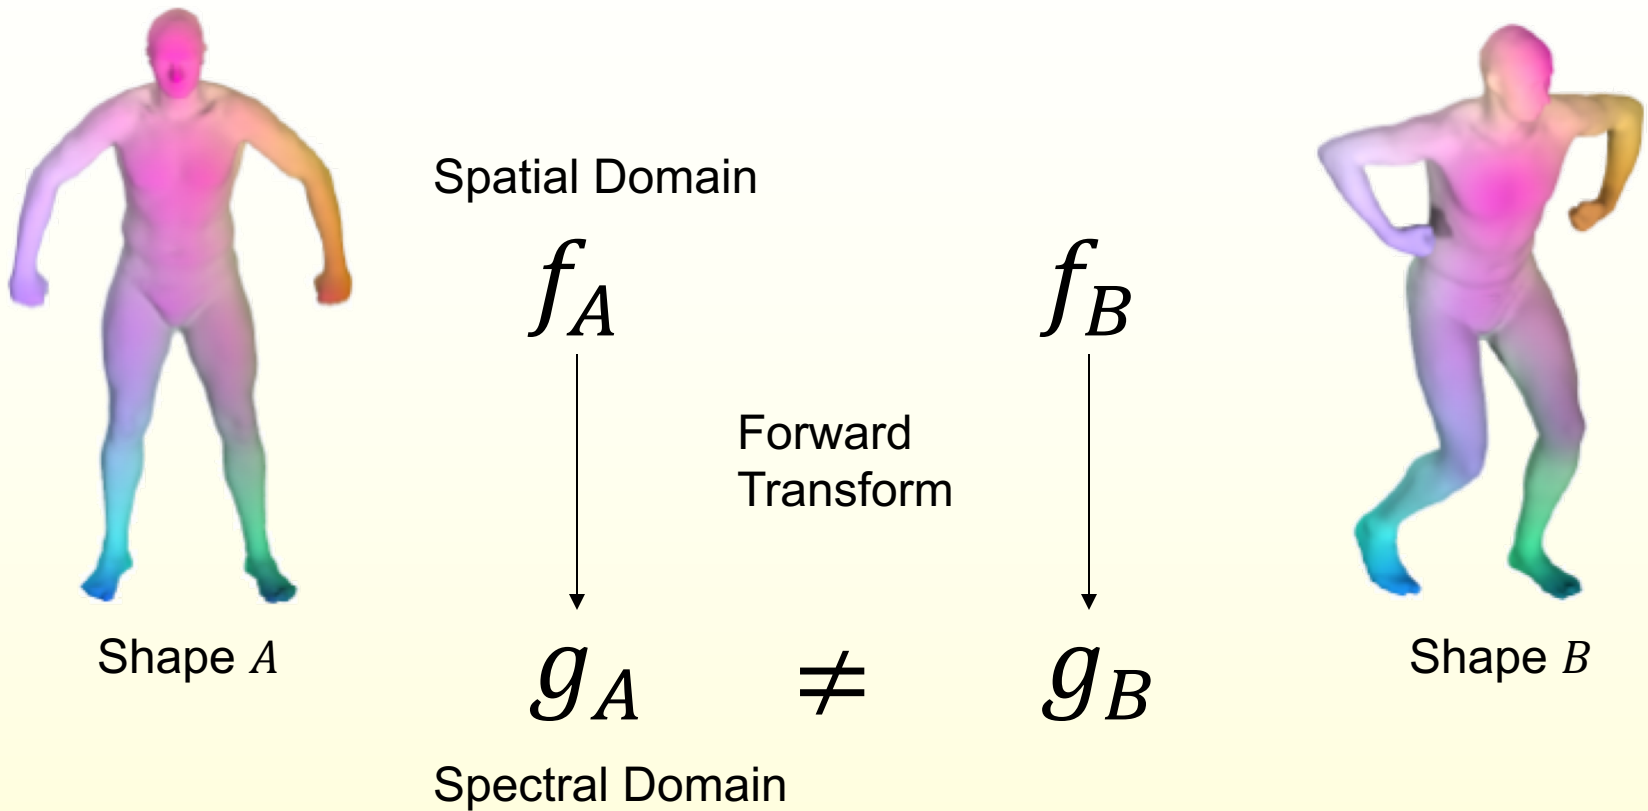 Spatial Domain
f_A f_B
Forward
Transform
Shape A Shape B
g_A ≠ g_B
Spectral Domain